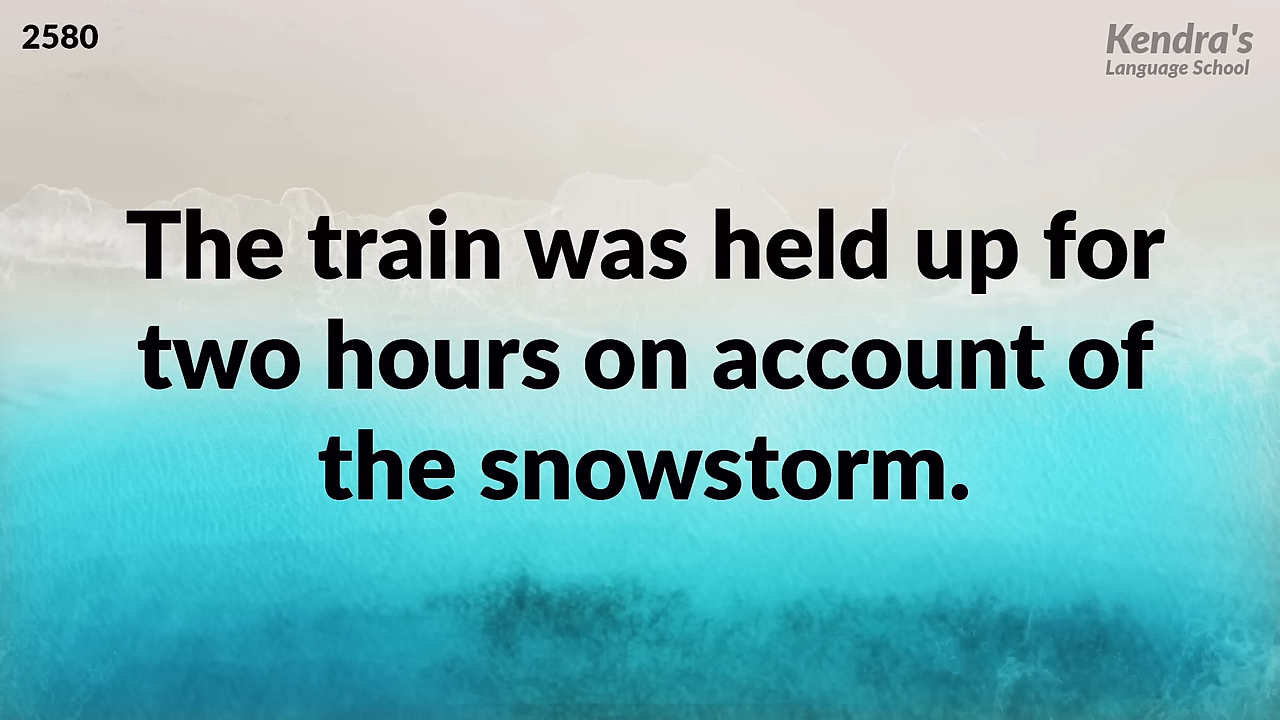 2580
Kendra's
Language School
The train was held up for
two hours on account of
the snowstorm.